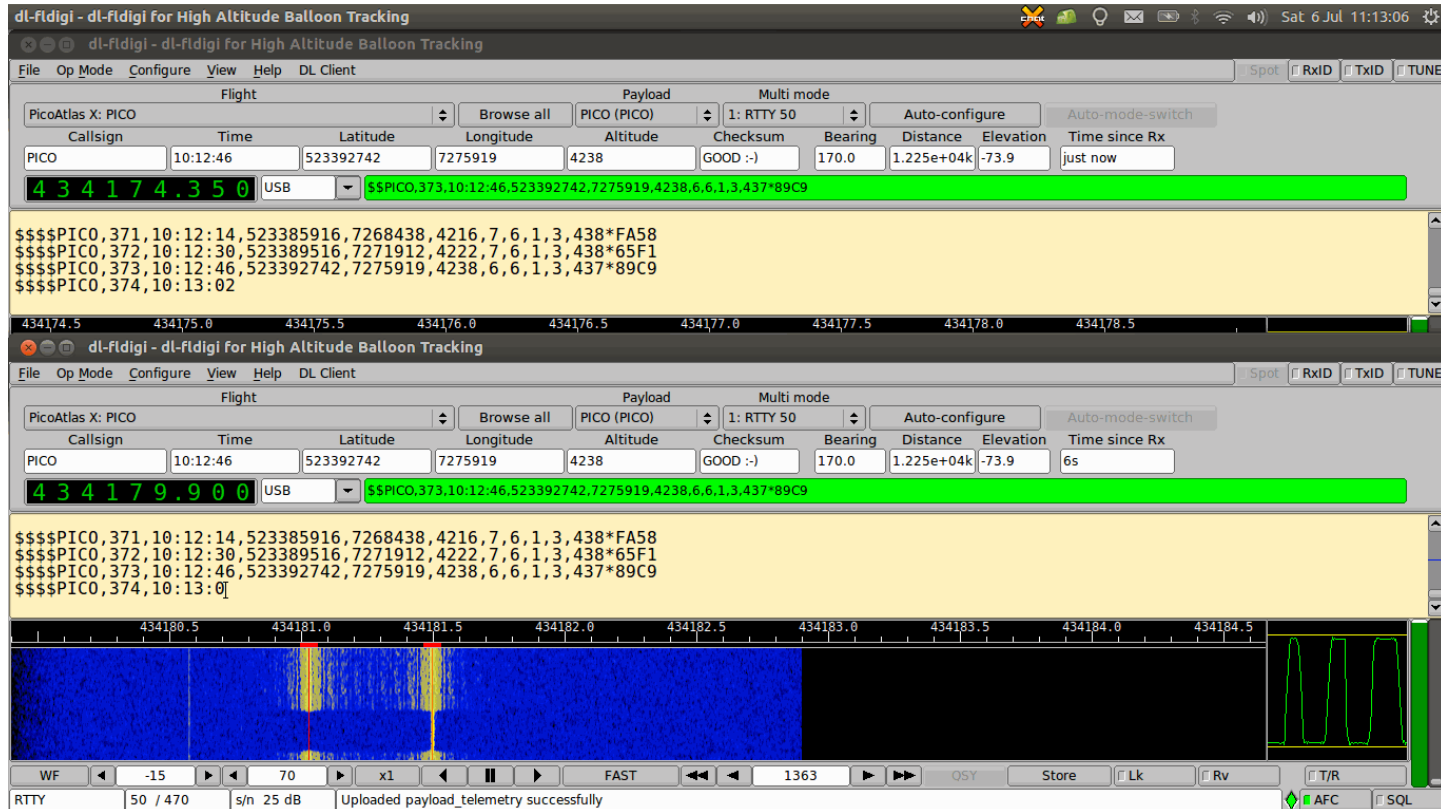 dl-fldigi - dl-fldigi for High Altitude Balloon Tracking
Sat 6 Jul 11:13:06
dl-fldigi - dl-fldigi for High Altitude Balloon Tracking
File Op Mode Configure View Help DL Client Spot RxID TxID TUNE
Flight Payload Multi mode
PicoAtlas X: PICO Browse all PICO (PICO) 1: RTTY 50 Auto-configure Auto-mode-switch
Callsign Time Latitude Longitude Altitude Checksum Bearing Distance Elevation Time since Rx
PICO 10:12:46 523392742 7275919 4238 GOOD :-) 170.0 1.225e+04k -73.9 just now
434174.350 USB $$PICO,373,10:12:46,523392742,7275919,4238,6,6,1,3,437*89C9
$$$$PICO,371,10:12:14,523385916,7268438,4216,7,6,1,3,438*FA58
$$$$PICO,372,10:12:30,523389516,7271912,4222,7,6,1,3,438*65F1
$$$$PICO,373,10:12:46,523392742,7275919,4238,6,6,1,3,437*89C9
$$$$PICO,374,10:13:02
434174.5 434175.0 434175.5 434176.0 434176.5 434177.0 434177.5 434178.0 434178.5
dl-fldigi - dl-fldigi for High Altitude Balloon Tracking
File Op Mode Configure View Help DL Client Spot RxID TxID TUNE
Flight Payload Multi mode
PicoAtlas X: PICO Browse all PICO (PICO) 1: RTTY 50 Auto-configure Auto-mode-switch
Callsign Time Latitude Longitude Altitude Checksum Bearing Distance Elevation Time since Rx
PICO 10:12:46 523392742 7275919 4238 GOOD :-) 170.0 1.225e+04k -73.9 6s
434179.900 USB $$PICO,373,10:12:46,523392742,7275919,4238,6,6,1,3,437*89C9
$$$$PICO,371,10:12:14,523385916,7268438,4216,7,6,1,3,438*FA58
$$$$PICO,372,10:12:30,523389516,7271912,4222,7,6,1,3,438*65F1
$$$$PICO,373,10:12:46,523392742,7275919,4238,6,6,1,3,437*89C9
$$$$PICO,374,10:13:0
434180.5 434181.0 434181.5 434182.0 434182.5 434183.0 434183.5 434184.0 434184.5
WF -15 70 x1 FAST 1363 QSY Store Lk Rv T/R
RTTY 50 / 470 s/n 25 dB Uploaded payload_telemetry successfully AFC SQL